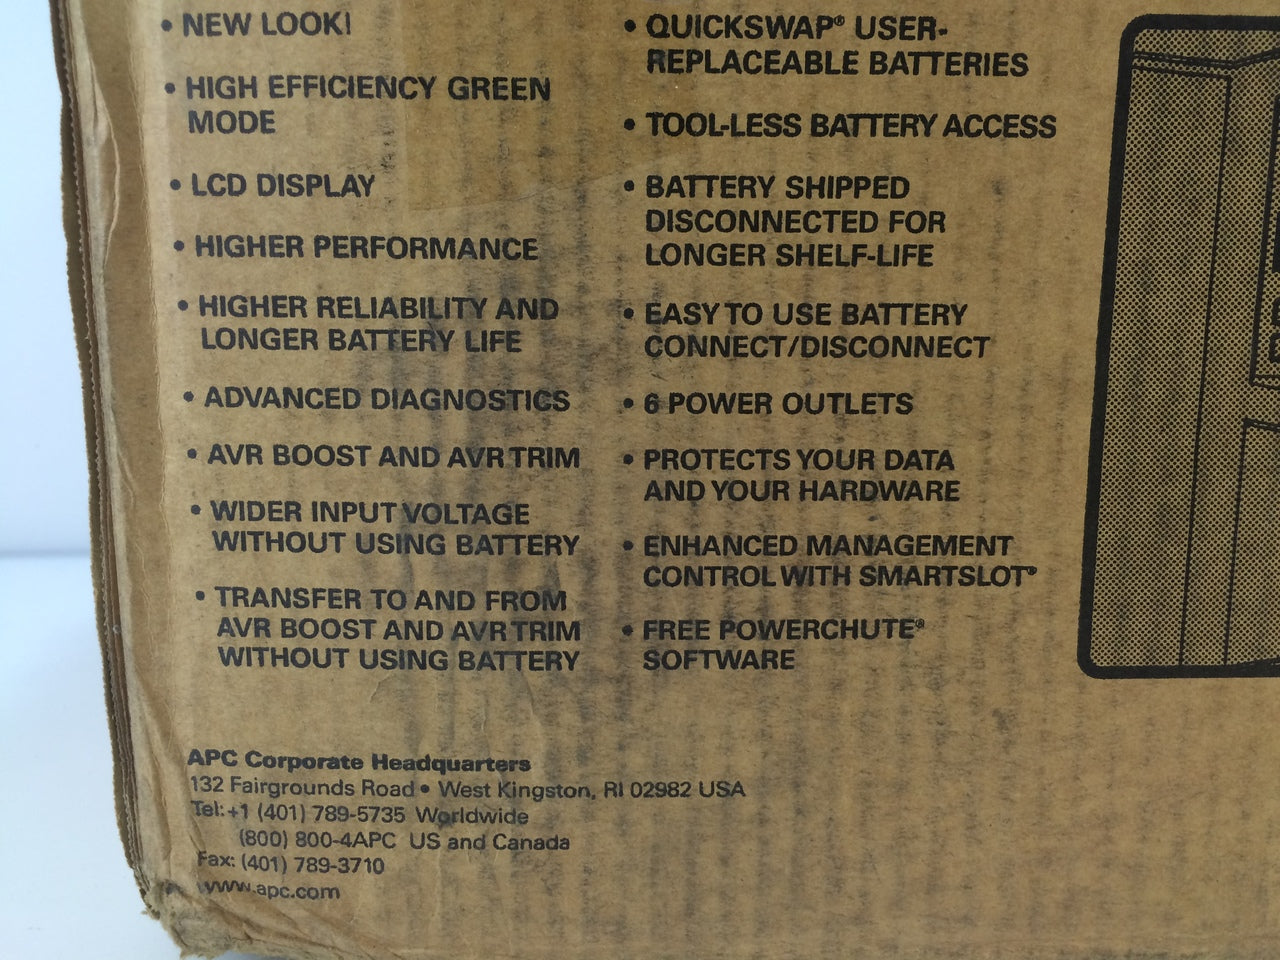 • NEW LOOK!
• HIGH EFFICIENCY GREEN
MODE
• LCD DISPLAY
• HIGHER PERFORMANCE
• HIGHER RELIABILITY AND
LONGER BATTERY LIFE
• ADVANCED DIAGNOSTICS
• AVR BOOST AND AVR TRIM
• WIDER INPUT VOLTAGE
WITHOUT USING BATTERY
• TRANSFER TO AND FROM
AVR BOOST AND AVR TRIM
WITHOUT USING BATTERY
• QUICKSWAP® USER-
REPLACEABLE BATTERIES
• TOOL-LESS BATTERY ACCESS
• BATTERY SHIPPED
DISCONNECTED FOR
LONGER SHELF-LIFE
• EASY TO USE BATTERY
CONNECT/DISCONNECT
• 6 POWER OUTLETS
• PROTECTS YOUR DATA
AND YOUR HARDWARE
• ENHANCED MANAGEMENT
CONTROL WITH SMARTSLOT®
• FREE POWERCHUTE®
SOFTWARE
APC Corporate Headquarters
132 Fairgrounds Road • West Kingston, RI 02982 USA
Tel: +1 (401) 789-5735 Worldwide
(800) 800-4APC US and Canada
Fax: (401) 789-3710
www.apc.com